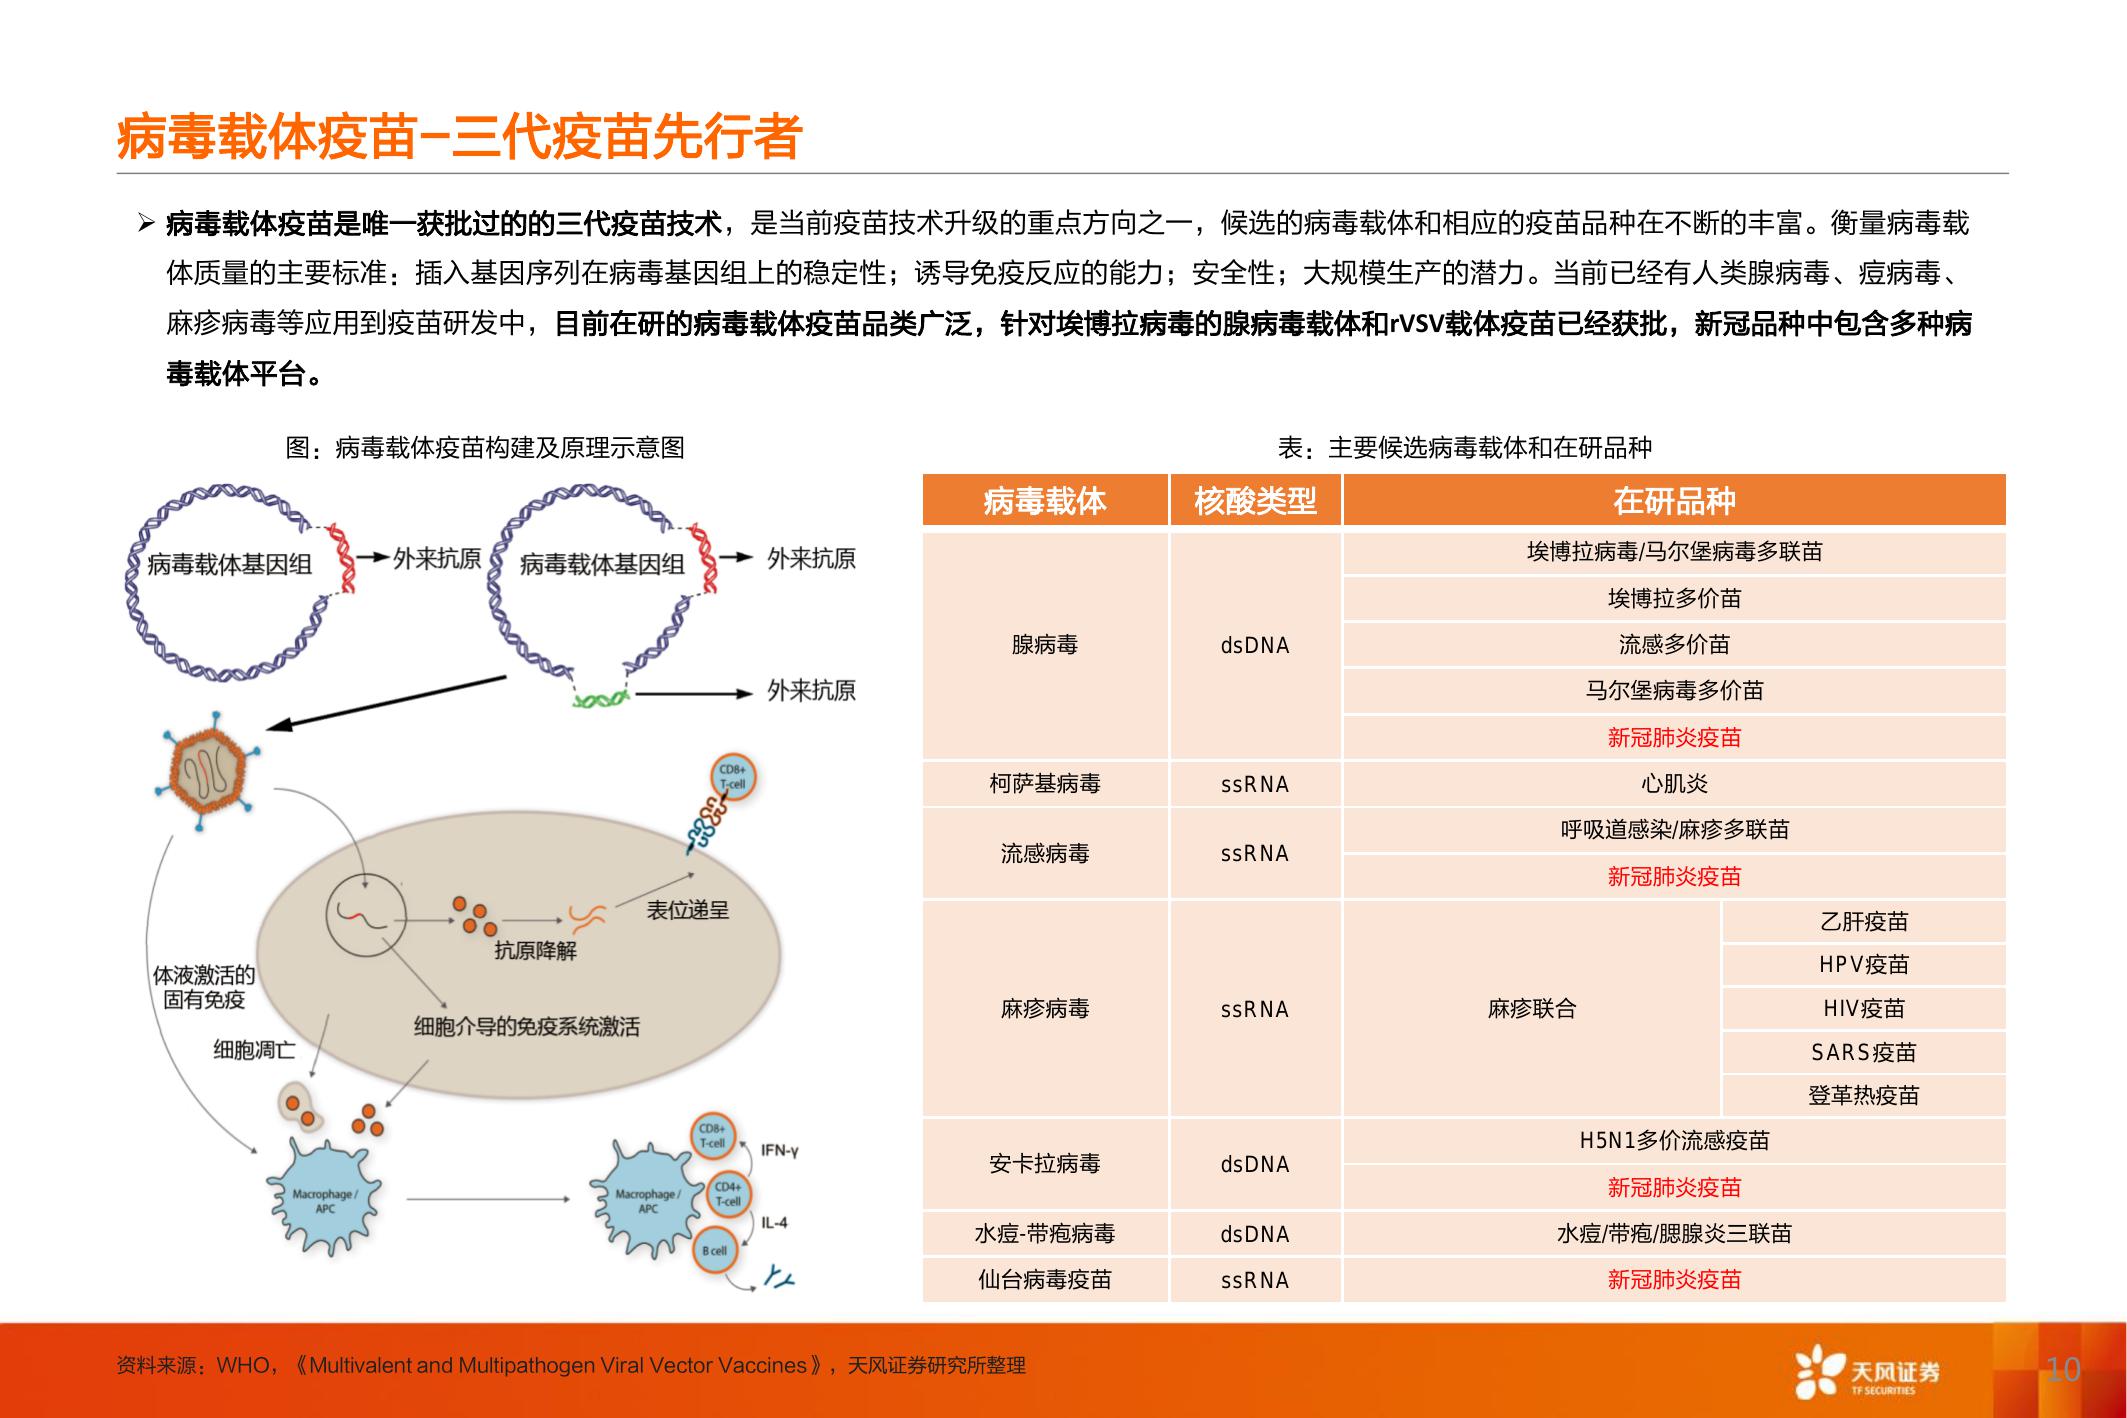 病毒载体疫苗–三代疫苗先行者
➢ 病毒载体疫苗是唯一获批过的的三代疫苗技术，是当前疫苗技术升级的重点方向之一，候选的病毒载体和相应的疫苗品种在不断的丰富。衡量病毒载
体质量的主要标准：插入基因序列在病毒基因组上的稳定性；诱导免疫反应的能力；安全性；大规模生产的潜力。当前已经有人类腺病毒、痘病毒、
麻疹病毒等应用到疫苗研发中，目前在研的病毒载体疫苗品类广泛，针对埃博拉病毒的腺病毒载体和rVSV载体疫苗已经获批，新冠品种中包含多种病
毒载体平台。
图：病毒载体疫苗构建及原理示意图
病毒载体基因组
外来抗原
病毒载体基因组
外来抗原
外来抗原
CD8+
T-cell
表位递呈
抗原降解
体液激活的
固有免疫
细胞介导的免疫系统激活
细胞凋亡
Macrophage/
APC
Macrophage/
APC
CD8+
T-cell
IFN-γ
CD4+
T-cell
IL-4
B cell
表：主要候选病毒载体和在研品种
病毒载体 核酸类型 在研品种
腺病毒 dsDNA 埃博拉病毒/马尔堡病毒多联苗
埃博拉多价苗
流感多价苗
马尔堡病毒多价苗
新冠肺炎疫苗
柯萨基病毒 ssRNA 心肌炎
流感病毒 ssRNA 呼吸道感染/麻疹多联苗
新冠肺炎疫苗
麻疹病毒 ssRNA 麻疹联合 乙肝疫苗
HPV疫苗
HIV疫苗
SARS疫苗
登革热疫苗
安卡拉病毒 dsDNA H5N1多价流感疫苗
新冠肺炎疫苗
水痘-带疱病毒 dsDNA 水痘/带疱/腮腺炎三联苗
仙台病毒疫苗 ssRNA 新冠肺炎疫苗
资料来源：WHO，《Multivalent and Multipathogen Viral Vector Vaccines》，天风证券研究所整理
天风证券
TF SECURITIES
10